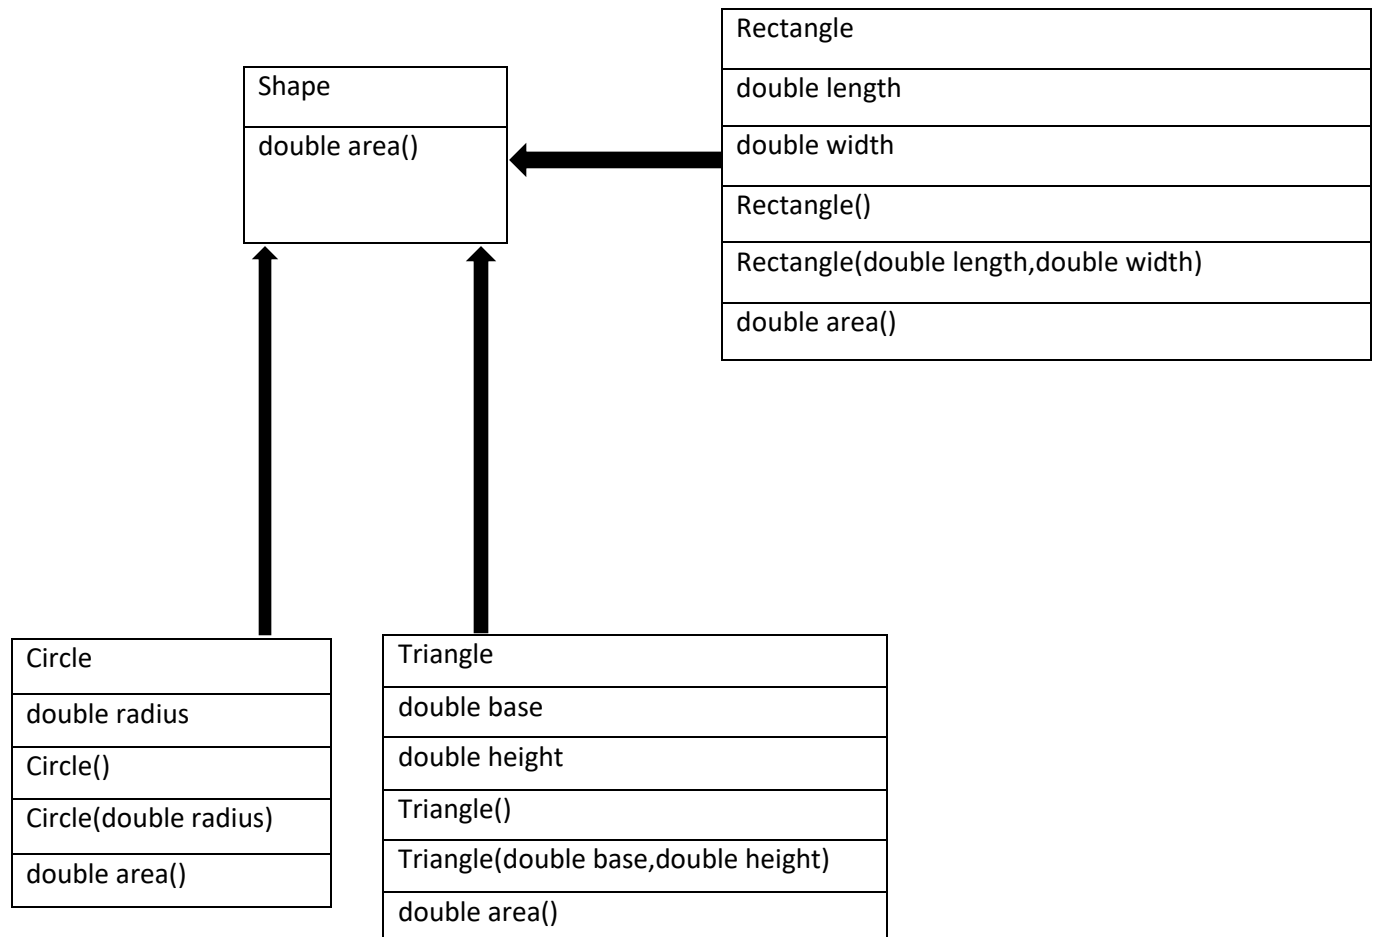 Shape
double area()
Rectangle
double length
double width
Rectangle()
Rectangle(double length,double width)
double area()
Circle
double radius
Circle()
Circle(double radius)
double area()
Triangle
double base
double height
Triangle()
Triangle(double base,double height)
double area()